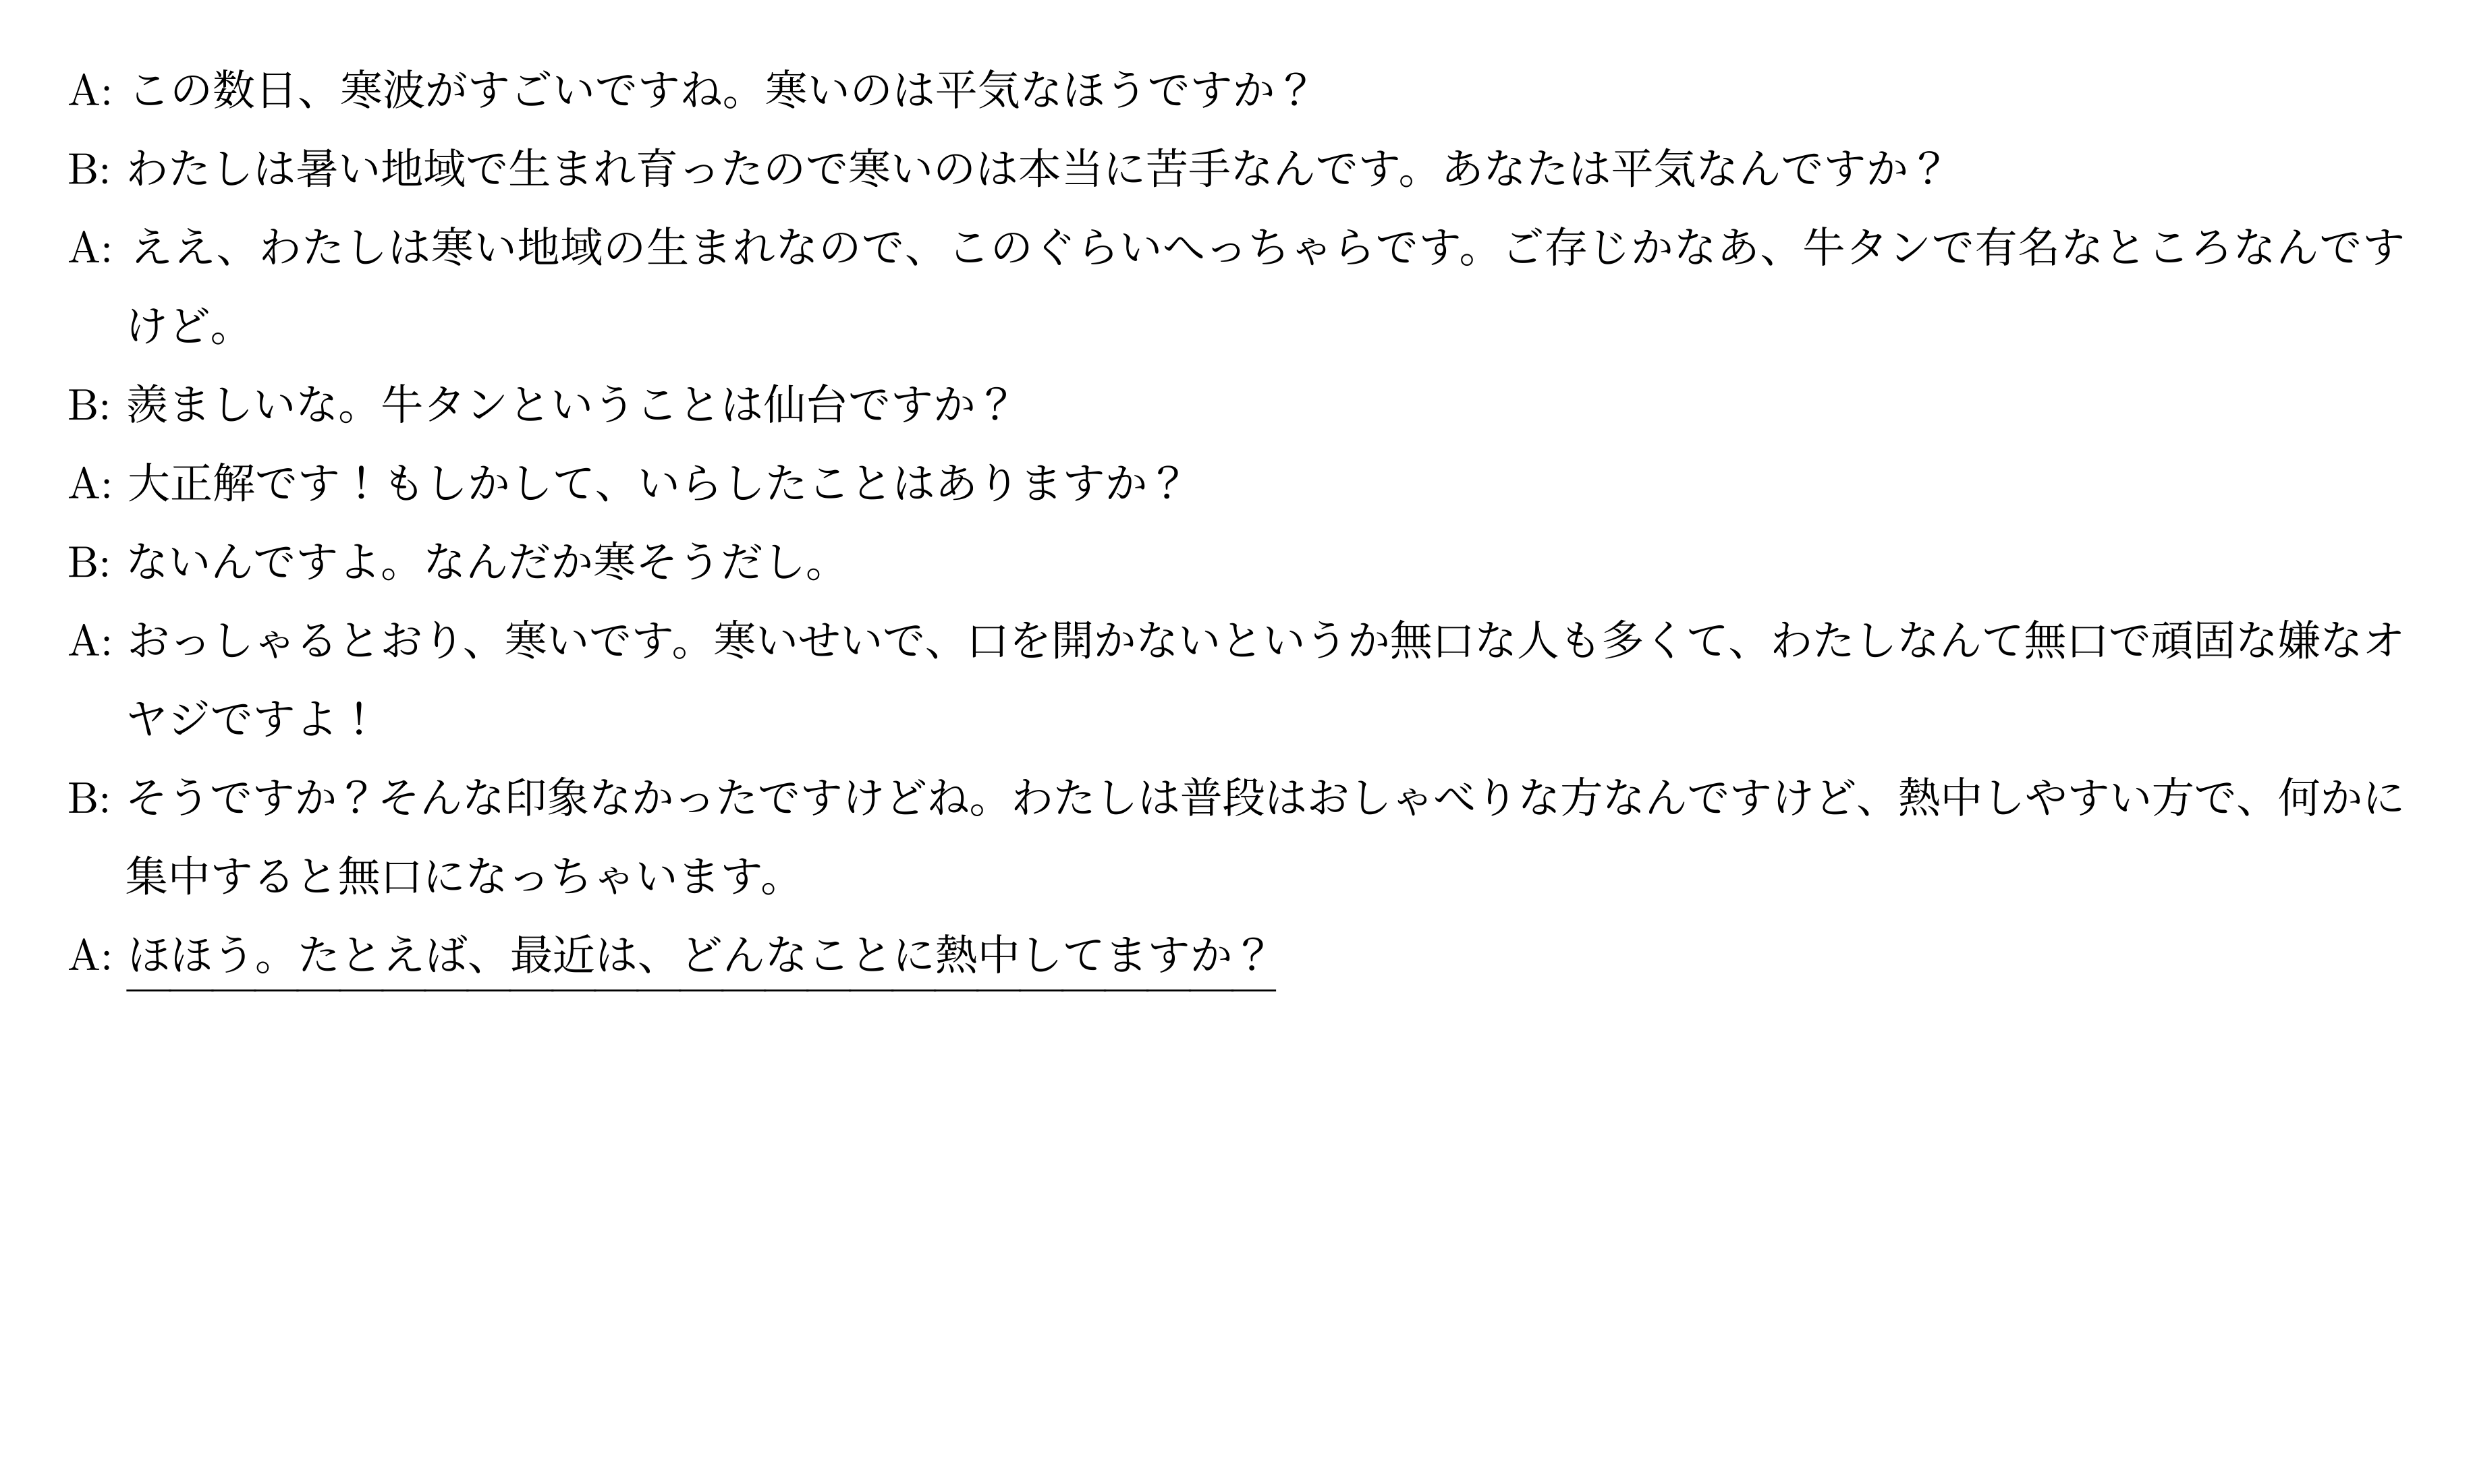 A: この数日、寒波がすごいですね。寒いのは平気なほうですか？
B: わたしは暑い地域で生まれ育ったので寒いのは本当に苦手なんです。あなたは平気なんですか？
A: ええ、わたしは寒い地域の生まれなので、このぐらいへっちゃらです。ご存じかなあ、牛タンで有名なところなんです
けど。
B: 羨ましいな。牛タンということは仙台ですか？
A: 大正解です！もしかして、いらしたことはありますか？
B: ないんですよ。なんだか寒そうだし。
A: おっしゃるとおり、寒いです。寒いせいで、口を開かないというか無口な人も多くて、わたしなんて無口で頑固な嫌なオ
ヤジですよ！
B: そうですか？そんな印象なかったですけどね。わたしは普段はおしゃべりな方なんですけど、熱中しやすい方で、何かに
集中すると無口になっちゃいます。
A: ほほう。たとえば、最近は、どんなことに熱中してますか？